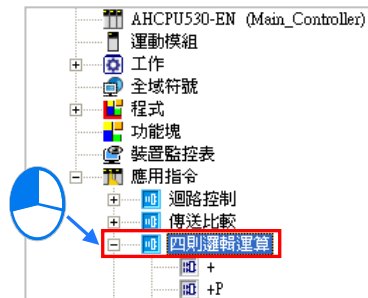 AHCPU530-EN (Main_Controller)
運動模組
工作
全域符號
程式
功能塊
裝置監控表
應用指令
迴路控制
傳送比較
四則邏輯運算
+
+P